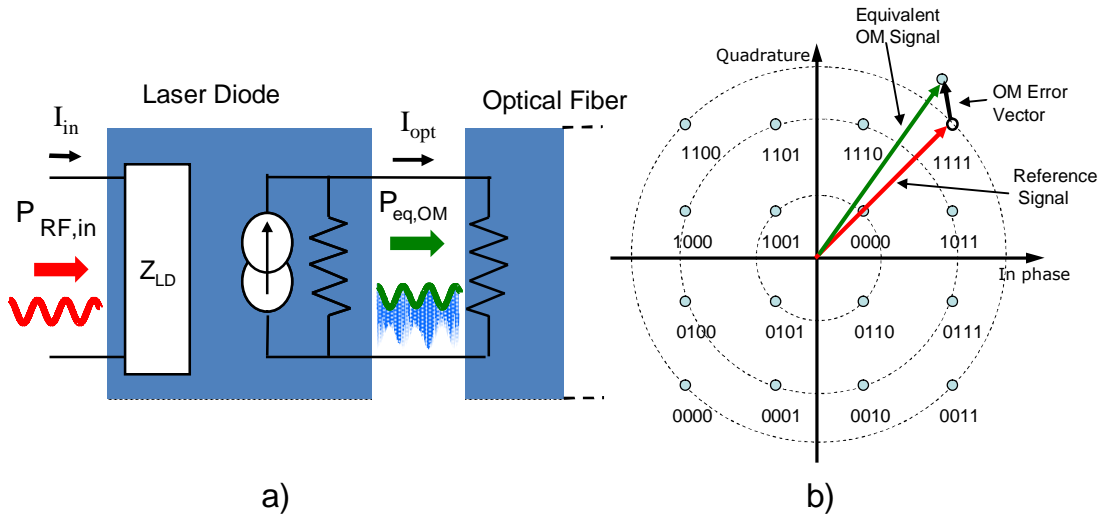 Laser Diode
Optical Fiber
I_in
I_opt
P_RF,in
P_eq,OM
Z_LD
a)
Equivalent
OM Signal
Quadrature
OM Error
Vector
1100 1101 1110 1111
Reference
Signal
1000 1001 0000 1011
In phase
0100 0101 0110 0111
0000 0001 0010 0011
b)